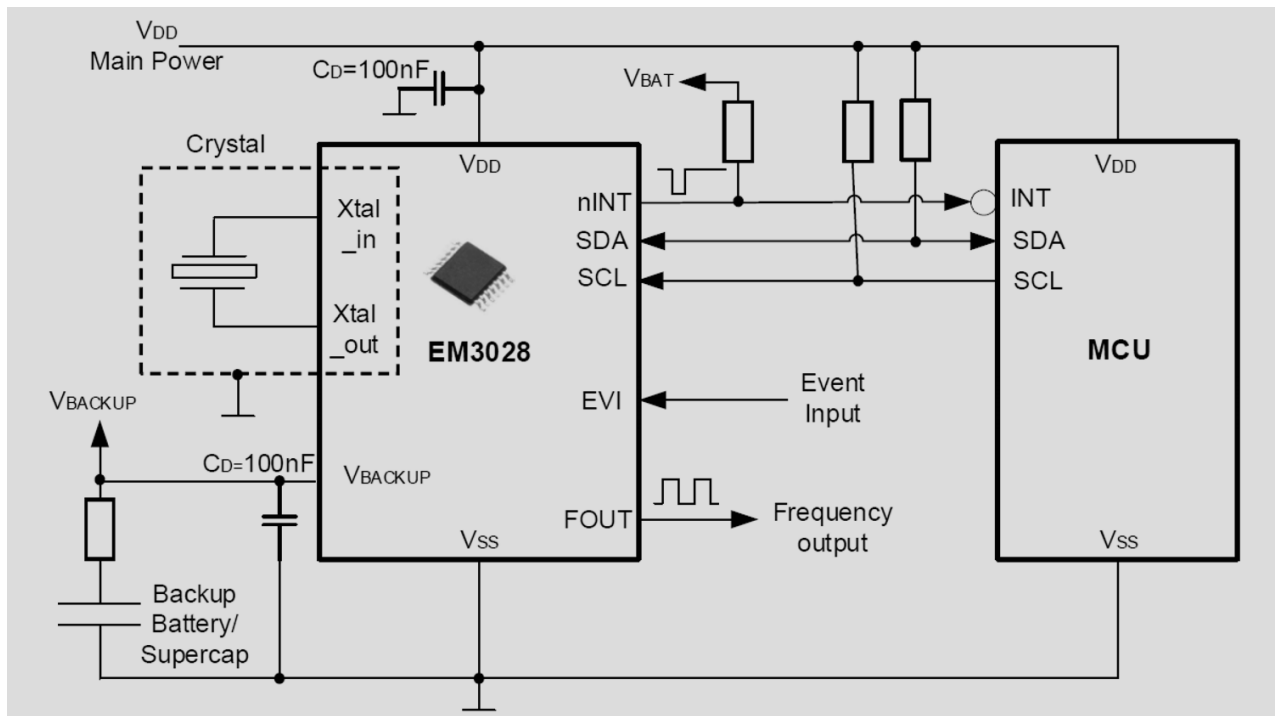 VDD
Main Power
CD=100nF
VBAT
Crystal
VDD
VDD
Xtal
_in
nINT
INT
SDA
SDA
SCL
SCL
Xtal
_out
EM3028
MCU
VBACKUP
EVI
Event
Input
CD=100nF
VBACKUP
FOUT
Frequency
output
VSS
VSS
Backup
Battery/
Supercap